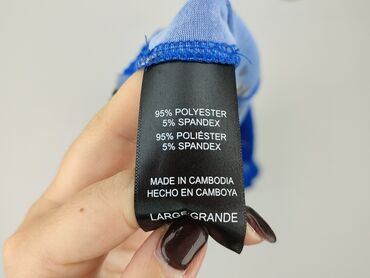 95% POLYESTER
5% SPANDEX
95% POLIÉSTER
5% SPANDEX
MADE IN CAMBODIA
HECHO EN CAMBOYA
LARGE GRANDE